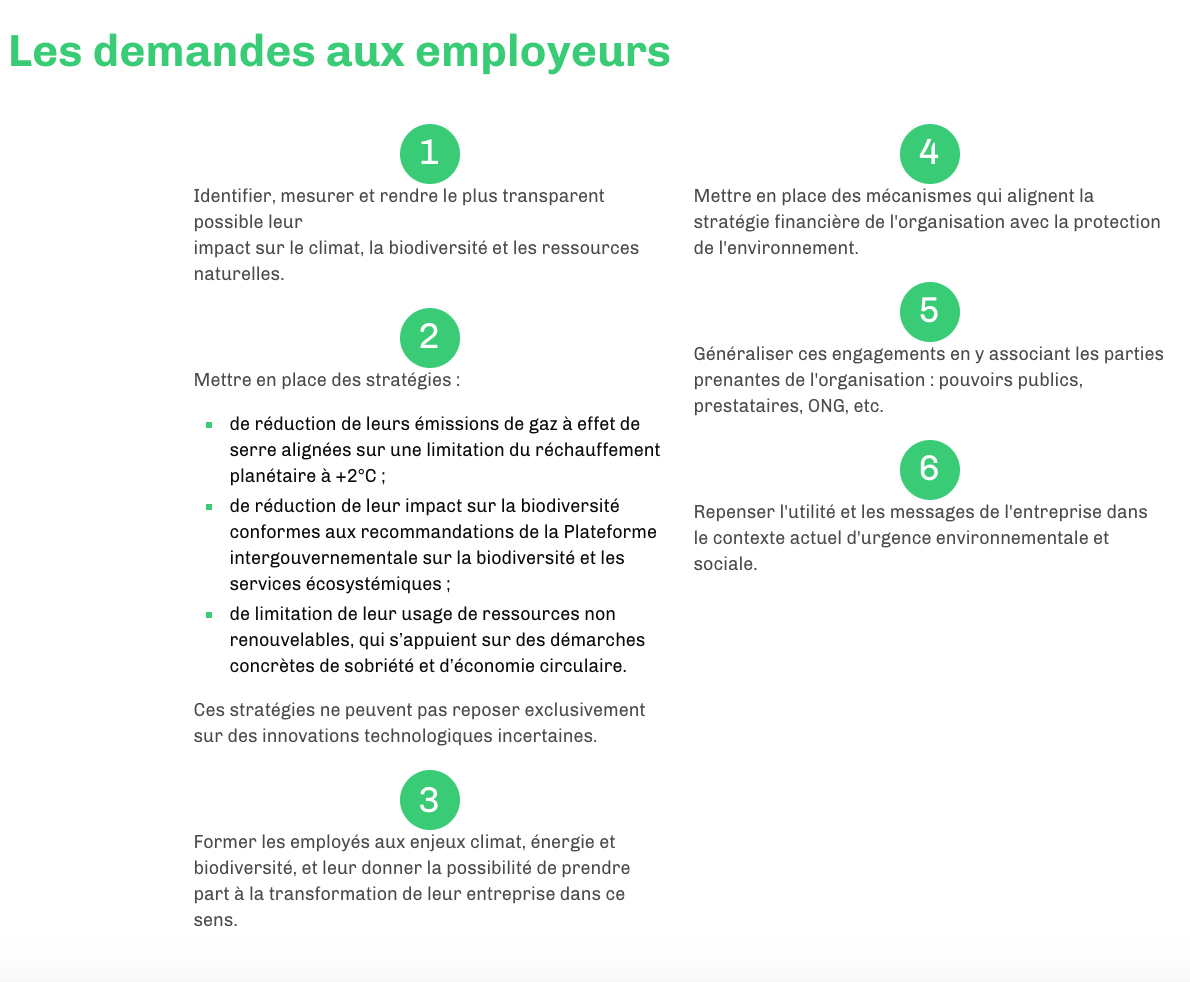 Les demandes aux employeurs
1
Identifier, mesurer et rendre le plus transparent
possible leur
impact sur le climat, la biodiversité et les ressources
naturelles.
2
Mettre en place des stratégies :
de réduction de leurs émissions de gaz à effet de
serre alignées sur une limitation du réchauffement
planétaire à +2°C ;
de réduction de leur impact sur la biodiversité
conformes aux recommandations de la Plateforme
intergouvernementale sur la biodiversité et les
services écosystémiques ;
de limitation de leur usage de ressources non
renouvelables, qui s’appuient sur des démarches
concrètes de sobriété et d’économie circulaire.
Ces stratégies ne peuvent pas reposer exclusivement
sur des innovations technologiques incertaines.
3
Former les employés aux enjeux climat, énergie et
biodiversité, et leur donner la possibilité de prendre
part à la transformation de leur entreprise dans ce
sens.
4
Mettre en place des mécanismes qui alignent la
stratégie financière de l'organisation avec la protection
de l'environnement.
5
Généraliser ces engagements en y associant les parties
prenantes de l'organisation : pouvoirs publics,
prestataires, ONG, etc.
6
Repenser l'utilité et les messages de l'entreprise dans
le contexte actuel d'urgence environnementale et
sociale.